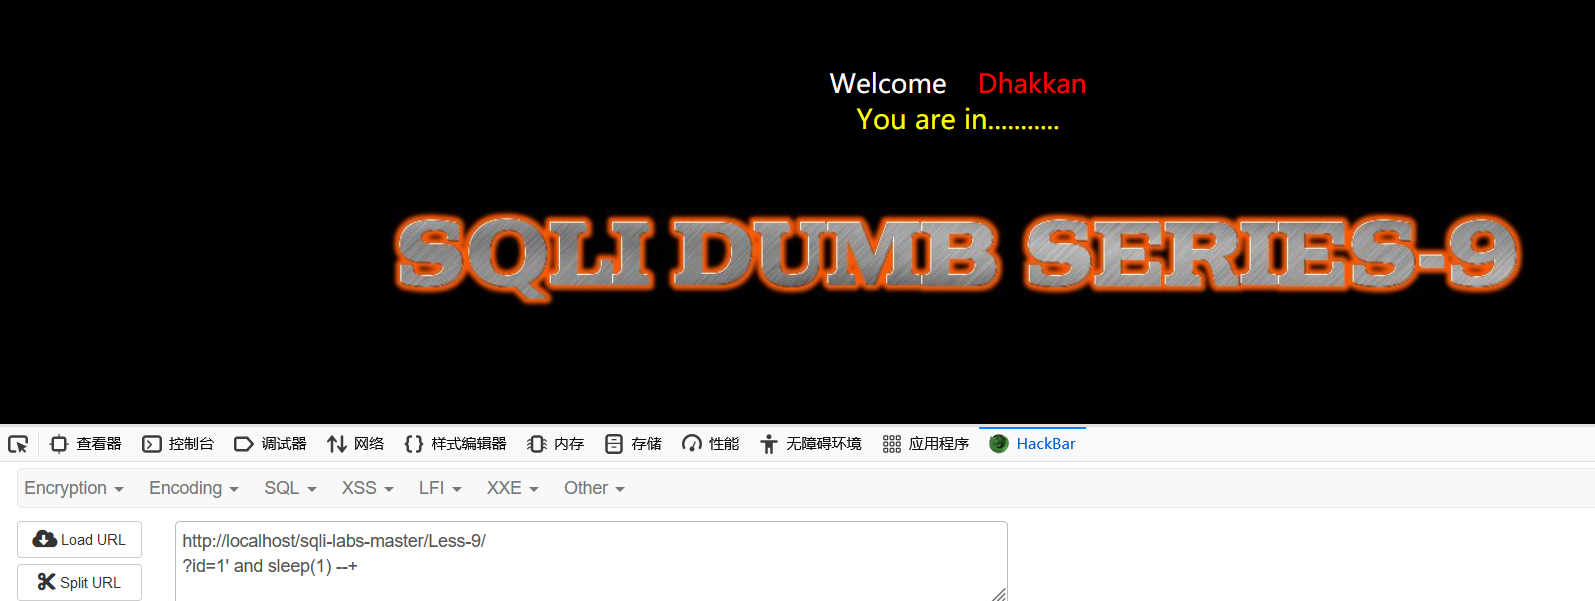 Welcome Dhakkan
You are in...........
SQLI DUMB SERIES-9
查看器 控制台 调试器 网络 样式编辑器 内存 存储 性能 无障碍环境 应用程序 HackBar
Encryption Encoding SQL XSS LFI XXE Other
Load URL
http://localhost/sqli-labs-master/Less-9/
?id=1' and sleep(1) --+
Split URL